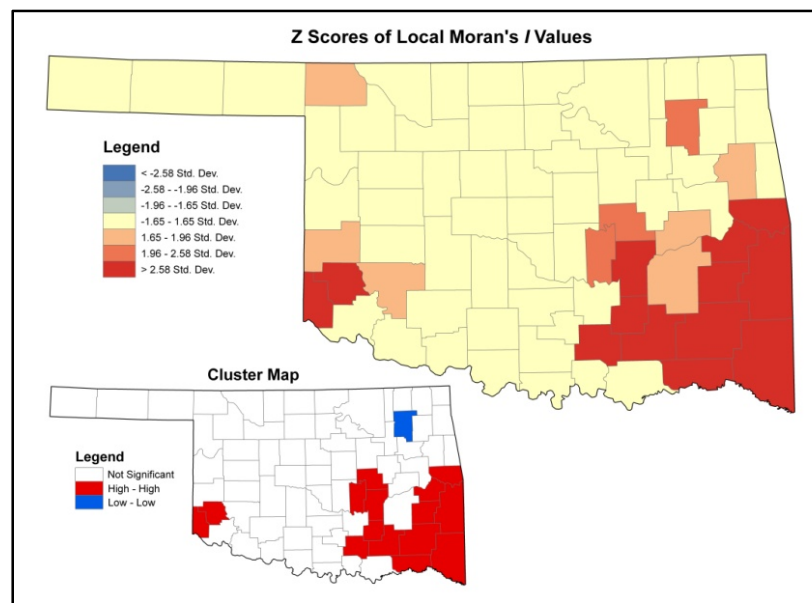 Z Scores of Local Moran's I Values
Legend
< -2.58 Std. Dev.
-2.58 - -1.96 Std. Dev.
-1.96 - -1.65 Std. Dev.
-1.65 - 1.65 Std. Dev.
1.65 - 1.96 Std. Dev.
1.96 - 2.58 Std. Dev.
> 2.58 Std. Dev.
Cluster Map
Legend
Not Significant
High - High
Low - Low